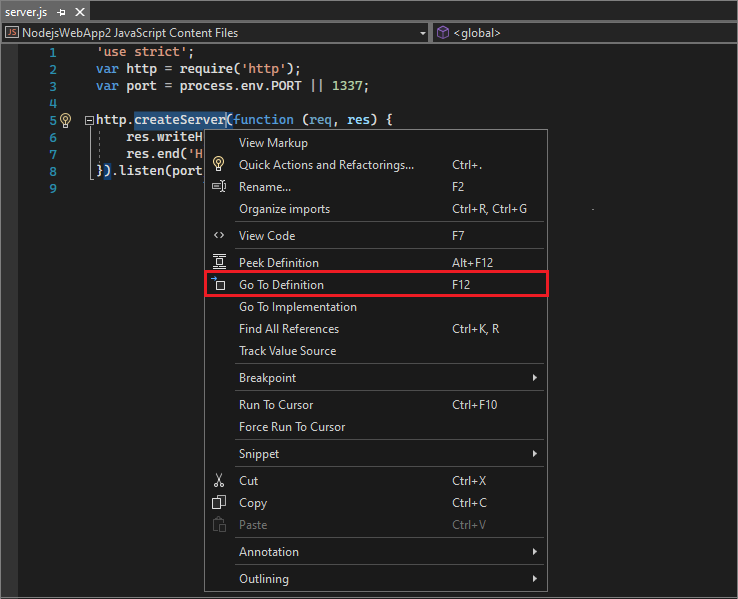 server.js
JS NodejsWebApp2 JavaScript Content Files <global>
1 'use strict';
2 var http = require('http');
3 var port = process.env.PORT || 1337;
4
5 http.createServer(function (req, res) {
6 res.writeH
7 res.end('H
8 }).listen(port
9
View Markup
Quick Actions and Refactorings... Ctrl+.
Rename... F2
Organize imports Ctrl+R, Ctrl+G
View Code F7
Peek Definition Alt+F12
Go To Definition F12
Go To Implementation
Find All References Ctrl+K, R
Track Value Source
Breakpoint
Run To Cursor Ctrl+F10
Force Run To Cursor
Snippet
Cut Ctrl+X
Copy Ctrl+C
Paste Ctrl+V
Annotation
Outlining